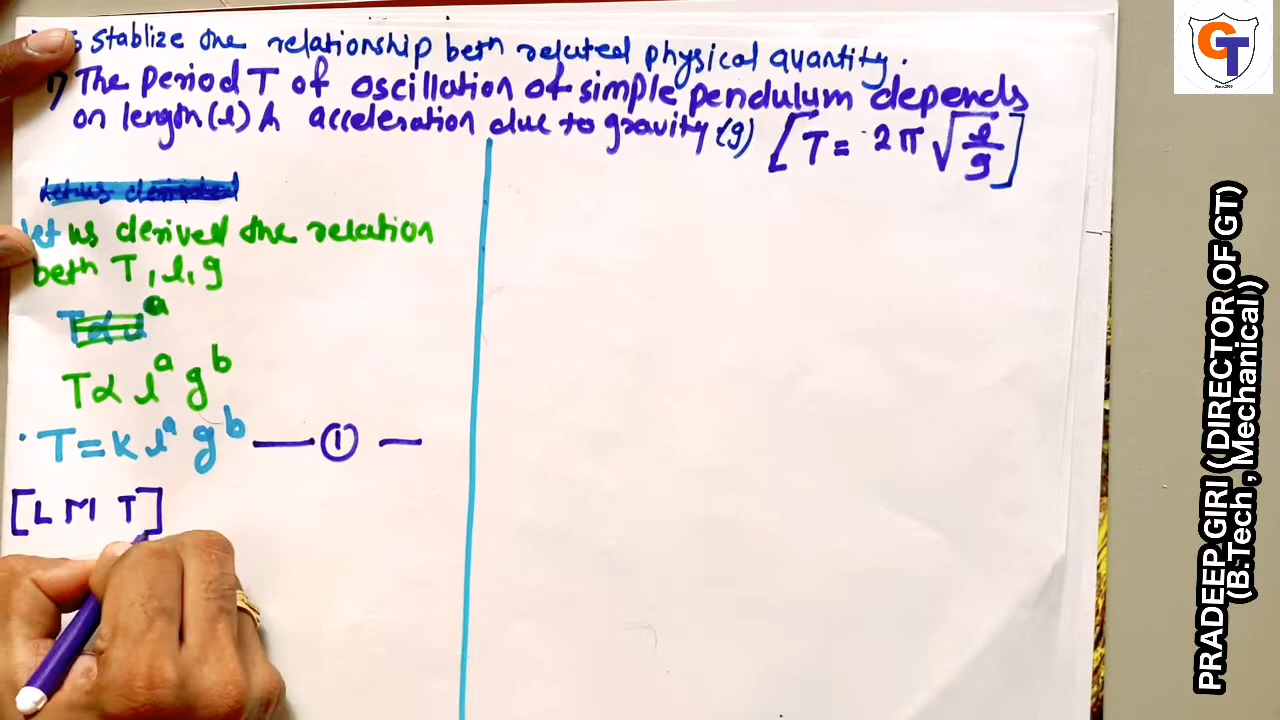 Stablize the relationship betn related physical quantity.
1) The period T of oscillation of simple pendulum depends
on length (l) & acceleration due to gravity (g) [T = 2π √l/g]
let us derived the relation
betn T, l, g
T ∝ l^a
T ∝ l^a g^b
T = K l^a g^b —— ① —
[L M T]
GT
PRADEEP GIRI ( DIRECTOR OF GT)
(B.Tech , Mechanical )